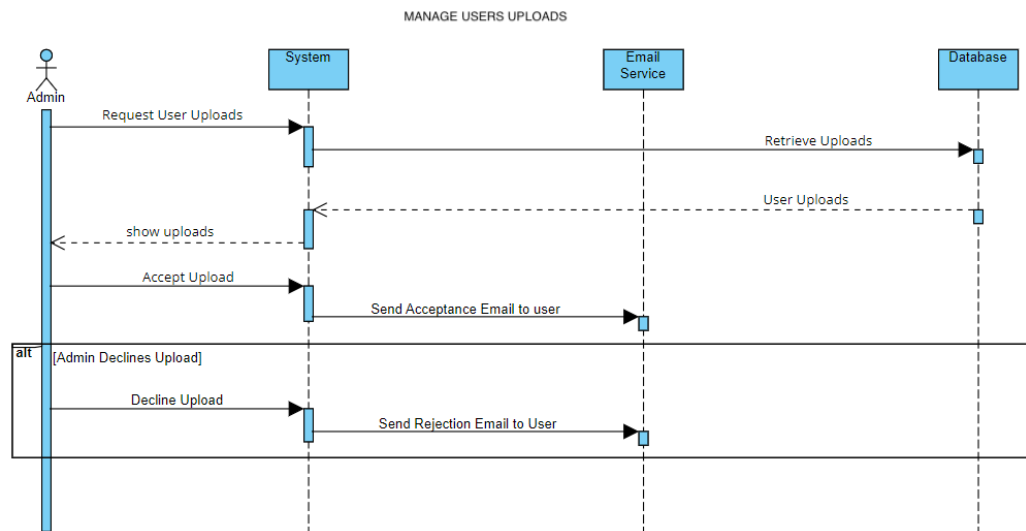 MANAGE USERS UPLOADS
System
Email
Service
Database
Admin
Request User Uploads
Retrieve Uploads
User Uploads
show uploads
Accept Upload
Send Acceptance Email to user
alt
[Admin Declines Upload]
Decline Upload
Send Rejection Email to User